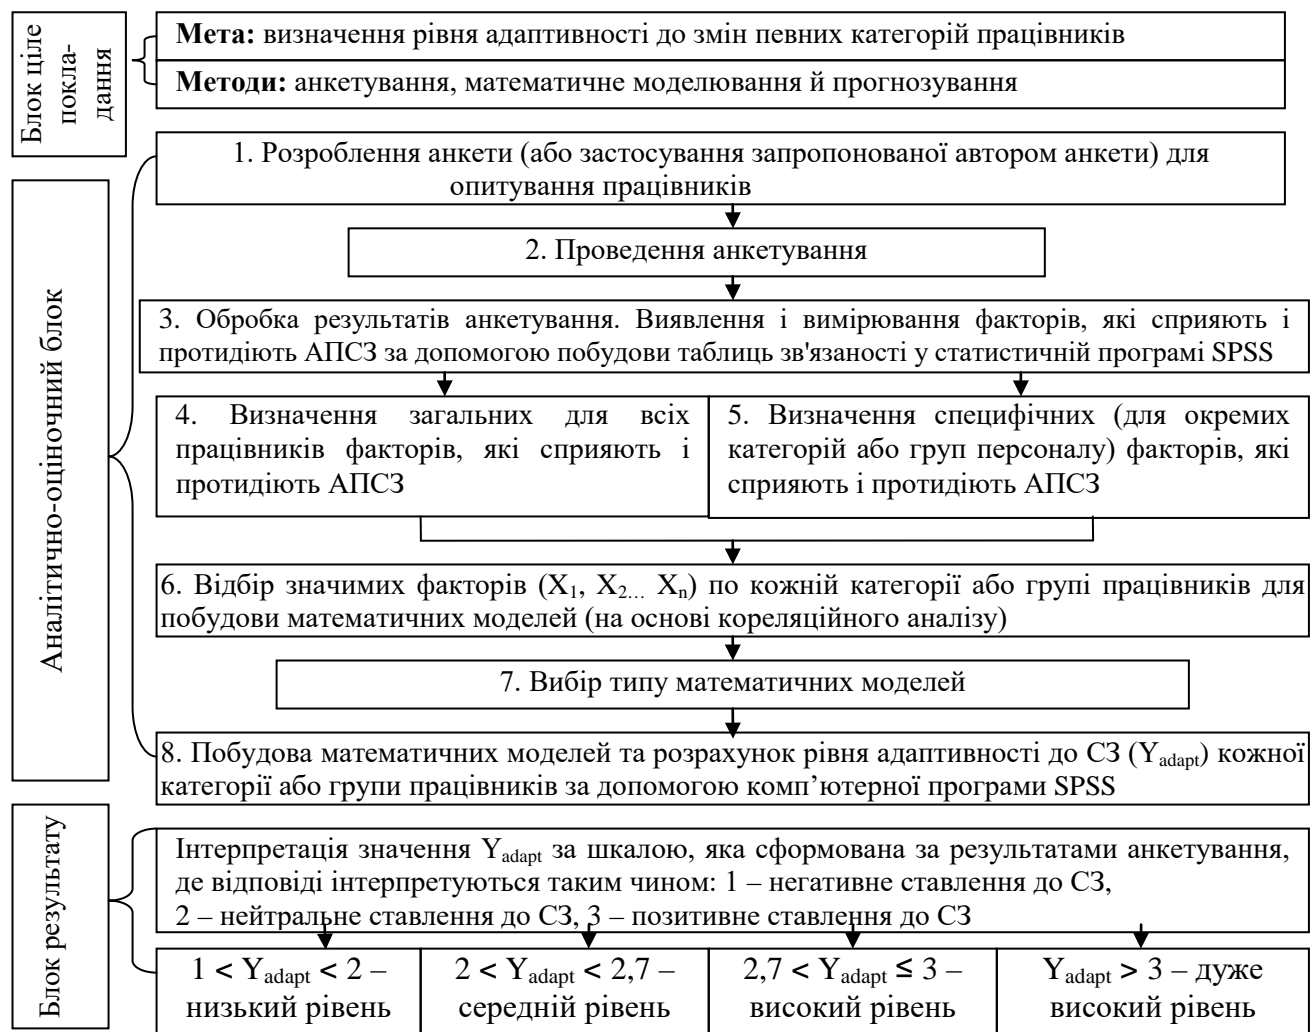 Блок ціле
покла-
дання
Мета: визначення рівня адаптивності до змін певних категорій працівників
Методи: анкетування, математичне моделювання й прогнозування
Аналітично-оціночний блок
1. Розроблення анкети (або застосування запропонованої автором анкети) для
опитування працівників
2. Проведення анкетування
3. Обробка результатів анкетування. Виявлення і вимірювання факторів, які сприяють і
протидіють АПСЗ за допомогою побудови таблиць зв'язаності у статистичній програмі SPSS
4. Визначення загальних для всіх
працівників факторів, які сприяють і
протидіють АПСЗ
5. Визначення специфічних (для окремих
категорій або груп персоналу) факторів, які
сприяють і протидіють АПСЗ
6. Відбір значимих факторів (X₁, X₂... Xₙ) по кожній категорії або групі працівників для
побудови математичних моделей (на основі кореляційного аналізу)
7. Вибір типу математичних моделей
8. Побудова математичних моделей та розрахунок рівня адаптивності до СЗ (Yadapt) кожної
категорії або групи працівників за допомогою комп’ютерної програми SPSS
Блок результату
Інтерпретація значення Yadapt за шкалою, яка сформована за результатами анкетування,
де відповіді інтерпретуються таким чином: 1 – негативне ставлення до СЗ,
2 – нейтральне ставлення до СЗ, 3 – позитивне ставлення до СЗ
1 < Yadapt < 2 –
низький рівень
2 < Yadapt < 2,7 –
середній рівень
2,7 < Yadapt ≤ 3 –
високий рівень
Yadapt > 3 – дуже
високий рівень